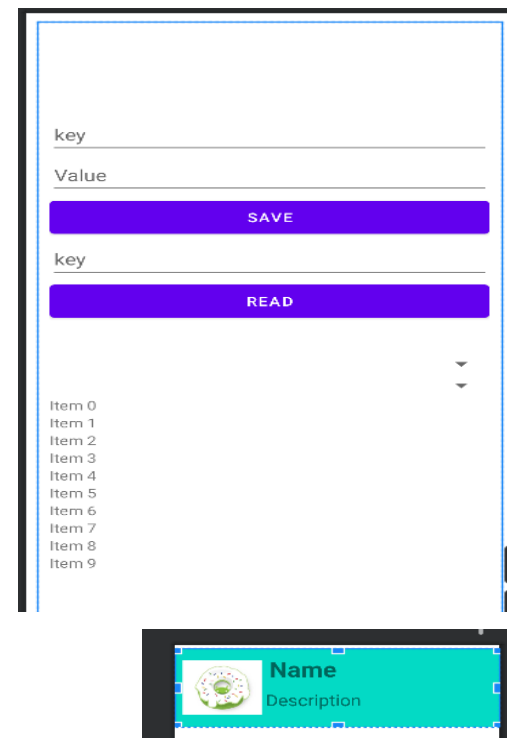 key
Value
SAVE
key
READ
Item 0
Item 1
Item 2
Item 3
Item 4
Item 5
Item 6
Item 7
Item 8
Item 9
Name
Description